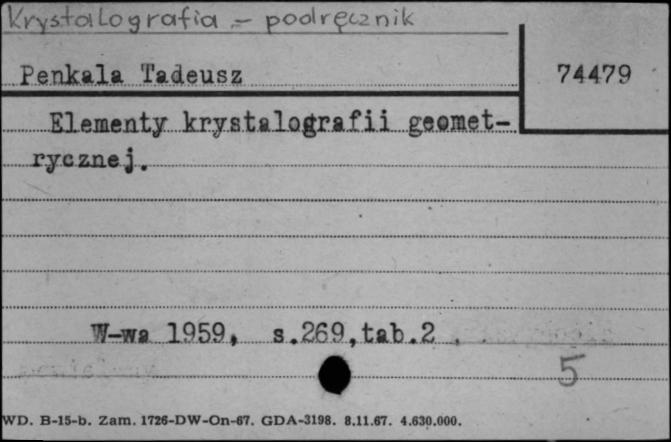 Krystalografia - podręcznik
Penkala Tadeusz
74479
Elementy krystalografii geomet-
rycznej.
W-wa 1959, s.269,tab.2
5
WD. B-15-b. Zam. 1726-DW-On-67. GDA-3198. 8.11.67. 4.630.000.